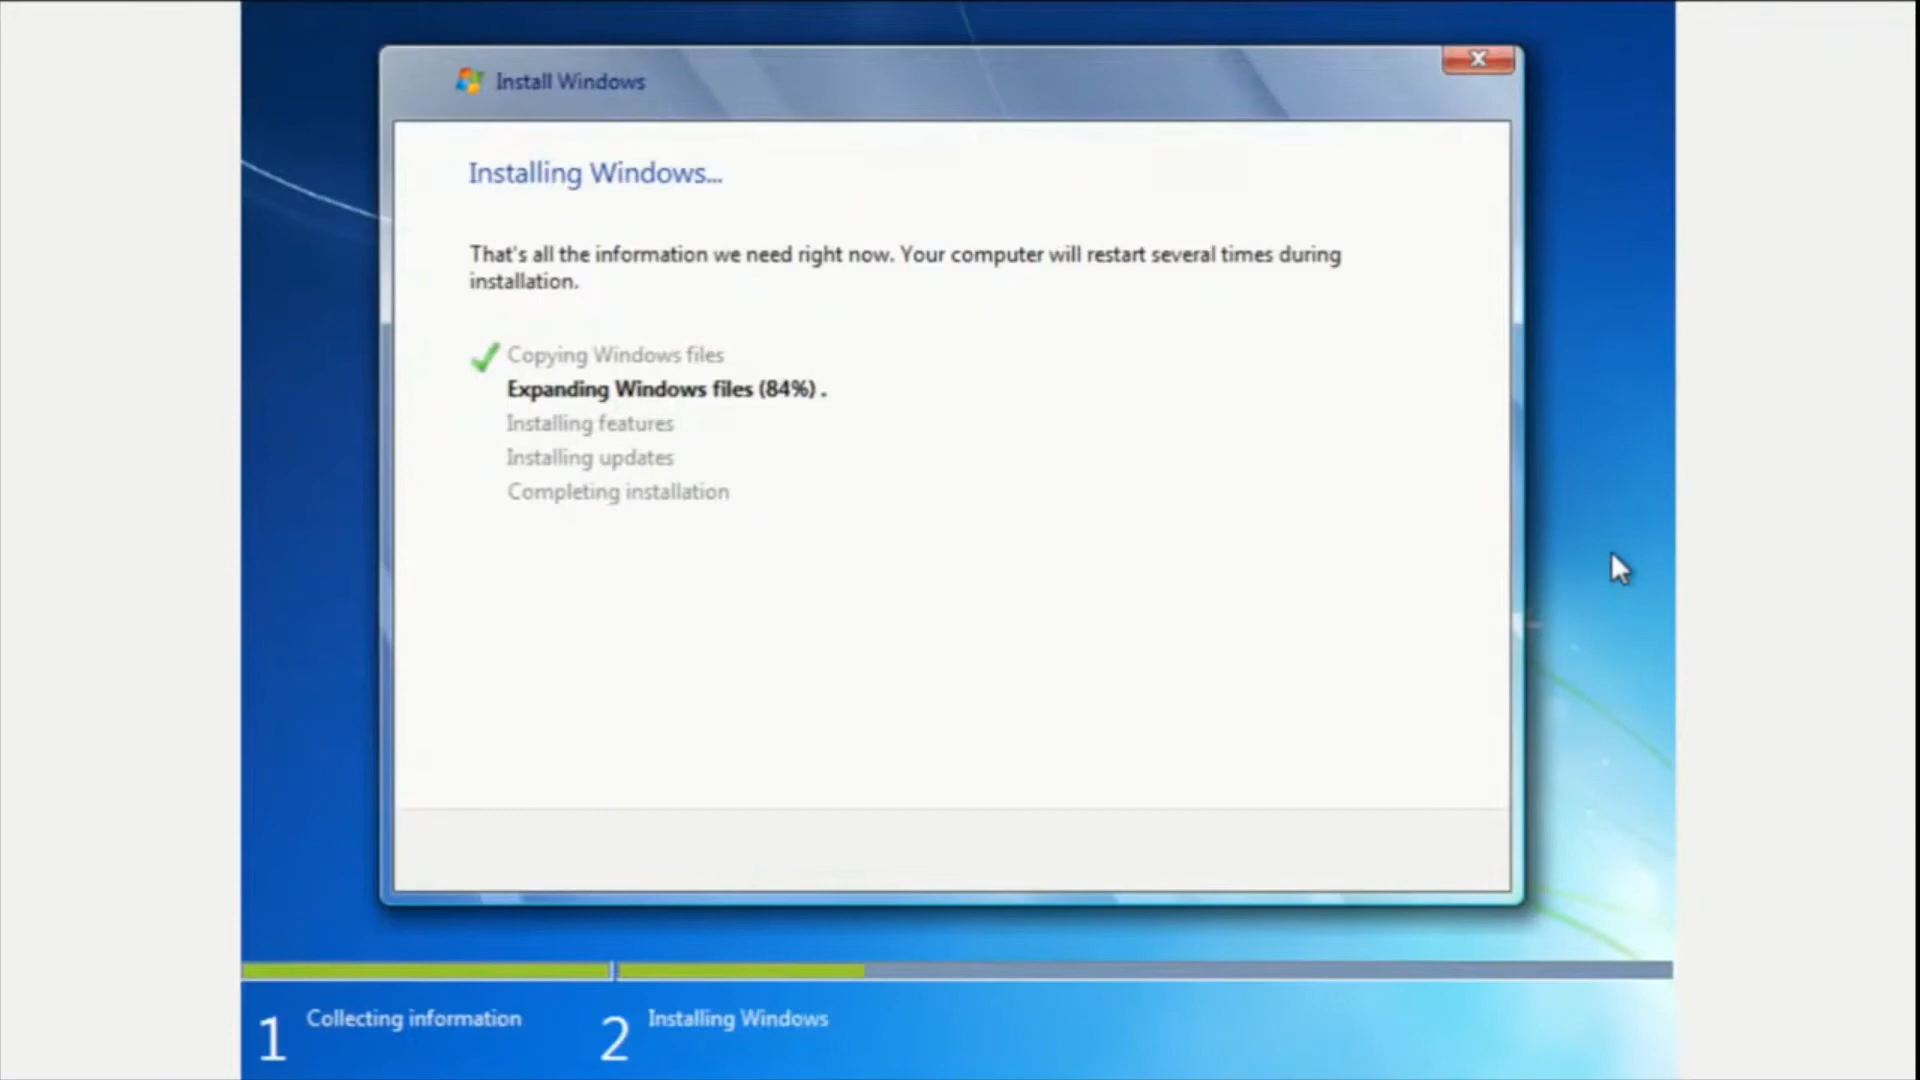 Install Windows
Installing Windows...
That's all the information we need right now. Your computer will restart several times during
installation.
Copying Windows files
Expanding Windows files (84%) .
Installing features
Installing updates
Completing installation
1 Collecting information
2 Installing Windows